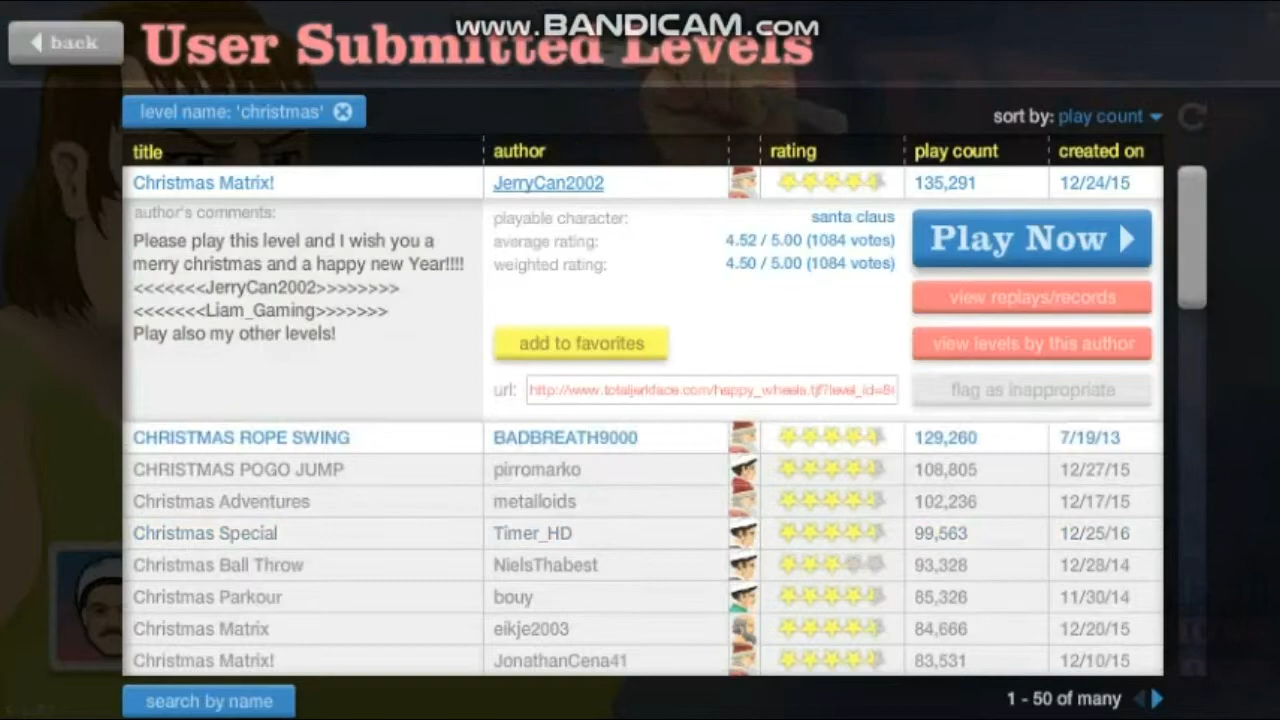 www.BANDICAM.COM
back
User Submitted Levels
level name: 'christmas'
sort by: play count
title author rating play count created on
Christmas Matrix! JerryCan2002 135,291 12/24/15
author's comments:
Please play this level and I wish you a
merry christmas and a happy new Year!!!!
<<<<<<<JerryCan2002>>>>>>>>
<<<<<<<Liam_Gaming>>>>>>>
Play also my other levels!
playable character: santa claus
average rating: 4.52 / 5.00 (1084 votes)
weighted rating: 4.50 / 5.00 (1084 votes)
add to favorites
url: http://www.totaljerkface.com/happy_wheels.tjf?level_id=8
Play Now
view replays/records
view levels by this author
flag as inappropriate
CHRISTMAS ROPE SWING BADBREATH9000 129,260 7/19/13
CHRISTMAS POGO JUMP pirromarko 108,805 12/27/15
Christmas Adventures metalloids 102,236 12/17/15
Christmas Special Timer_HD 99,563 12/25/16
Christmas Ball Throw NielsThabest 93,328 12/28/14
Christmas Parkour bouy 85,326 11/30/14
Christmas Matrix eikje2003 84,666 12/20/15
Christmas Matrix! JonathanCena41 83,531 12/10/15
search by name
1 - 50 of many